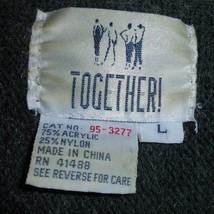 TOGETHER!
CAT NO. 95-3277
75% ACRYLIC
25% NYLON
MADE IN CHINA
RN 41488
SEE REVERSE FOR CARE
L